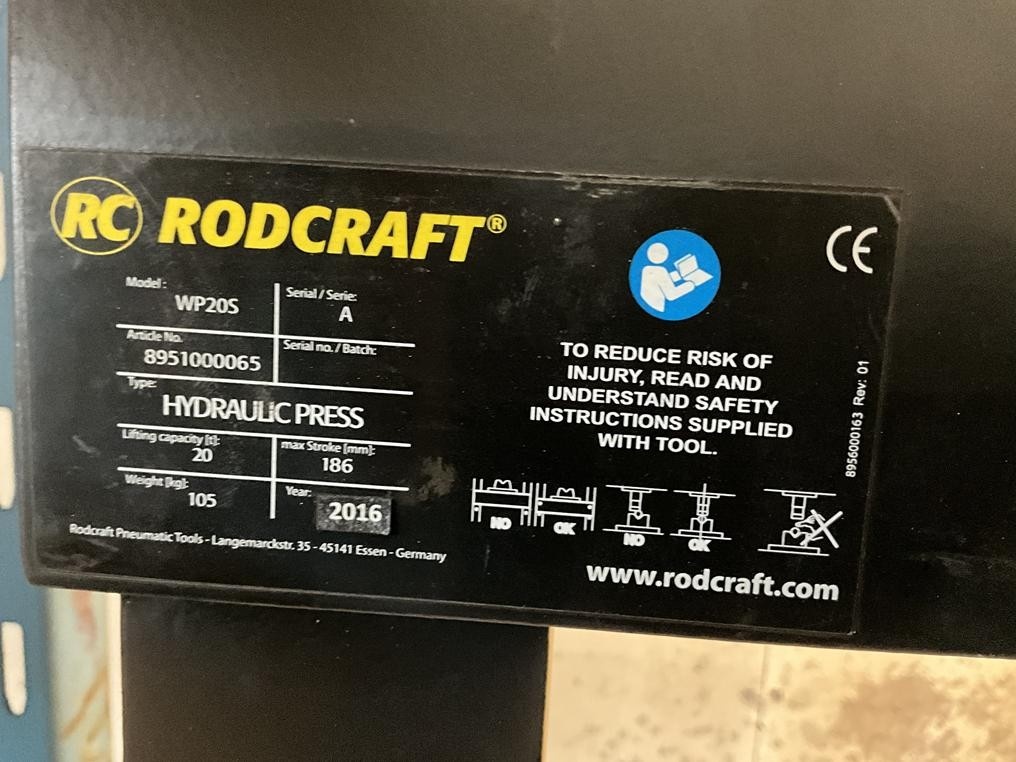 RC RODCRAFT®
CE
Model:
WP20S
Serial / Serie:
A
Article No.
8951000065
Serial no. / Batch:
Type:
HYDRAULIC PRESS
Lifting capacity [t]:
20
max Stroke [mm]:
186
Weight [kg]:
105
Year:
2016
Rodcraft Pneumatic Tools - Langemarckstr. 35 - 45141 Essen - Germany
TO REDUCE RISK OF
INJURY, READ AND
UNDERSTAND SAFETY
INSTRUCTIONS SUPPLIED
WITH TOOL.
8956000163 Rev: 01
NO
OK
NO
OK
www.rodcraft.com